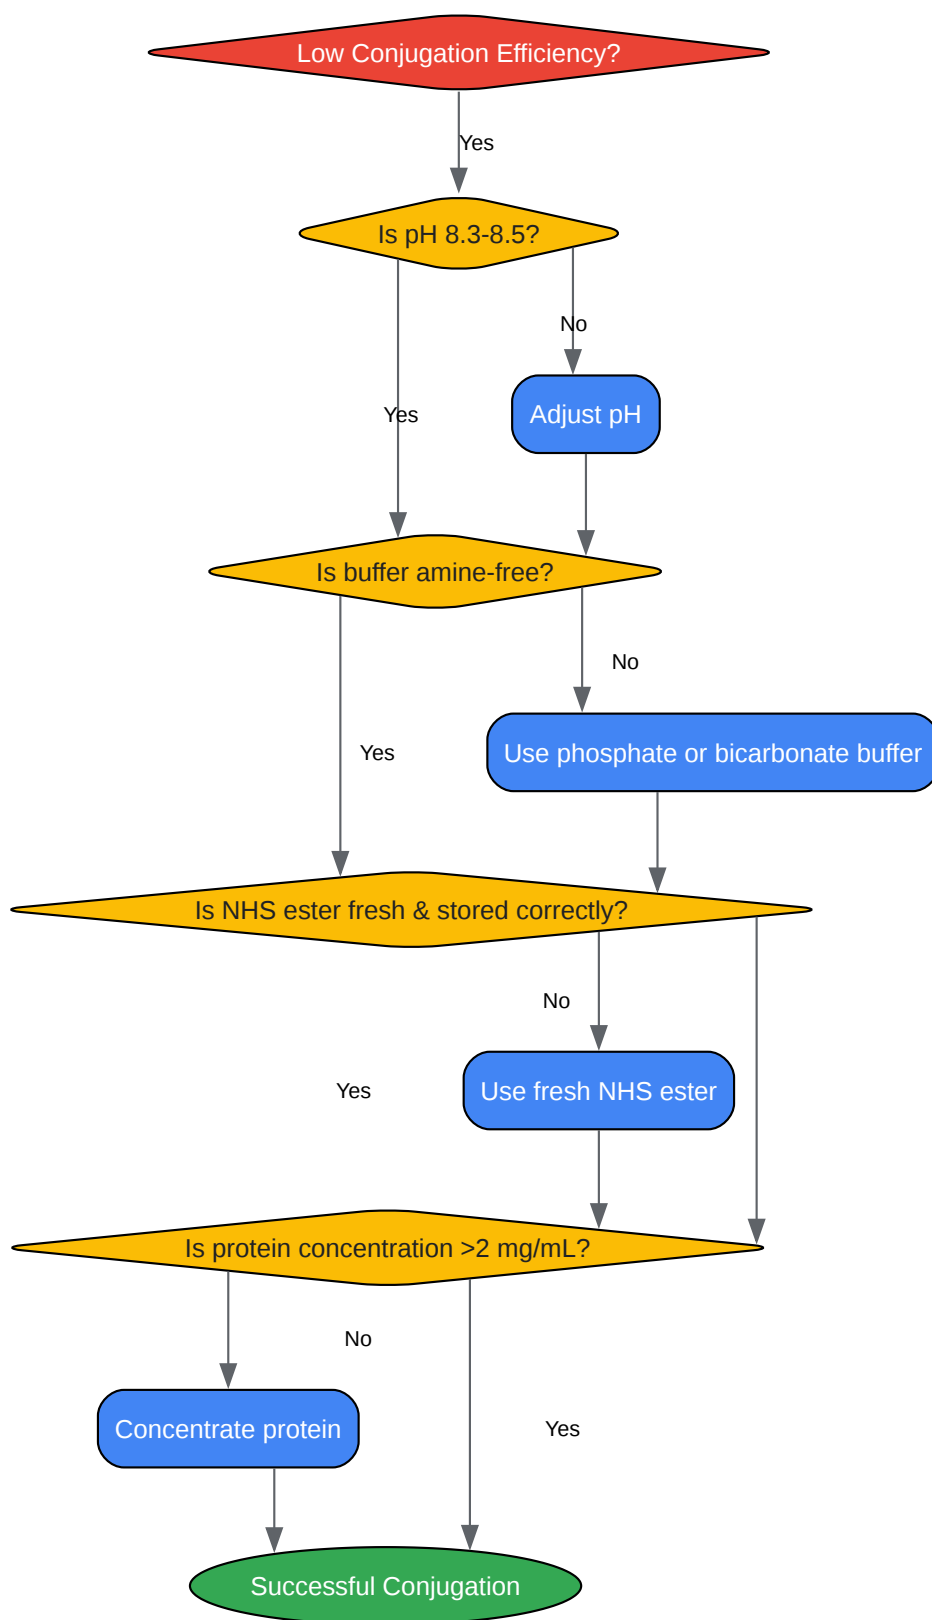 Low Conjugation Efficiency?
Yes
Is pH 8.3-8.5?
No
Yes
Adjust pH
Is buffer amine-free?
No
Yes
Use phosphate or bicarbonate buffer
Is NHS ester fresh & stored correctly?
No
Yes
Use fresh NHS ester
Is protein concentration >2 mg/mL?
No
Yes
Concentrate protein
Successful Conjugation